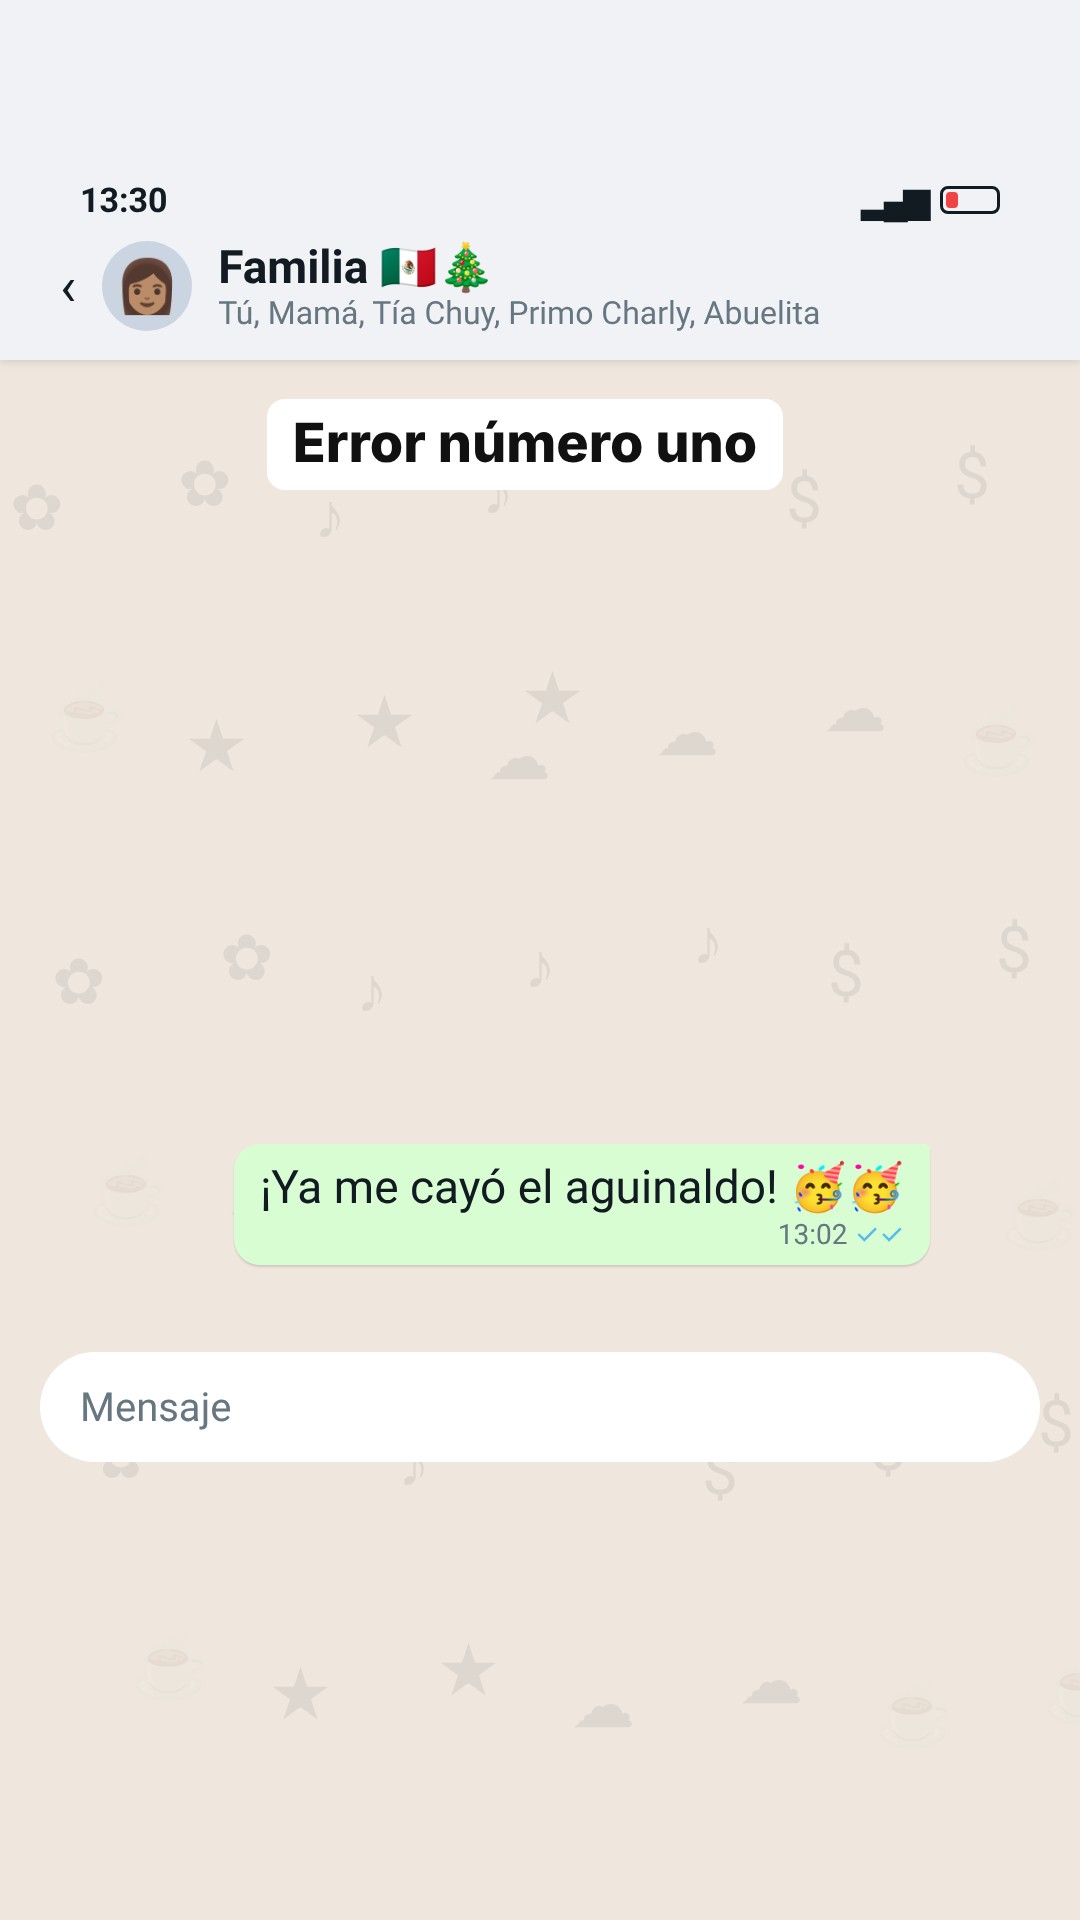 13:30
Familia 🇲🇽🎄
Tú, Mamá, Tía Chuy, Primo Charly, Abuelita
Error número uno
¡Ya me cayó el aguinaldo! 🥳🥳
13:02
Mensaje